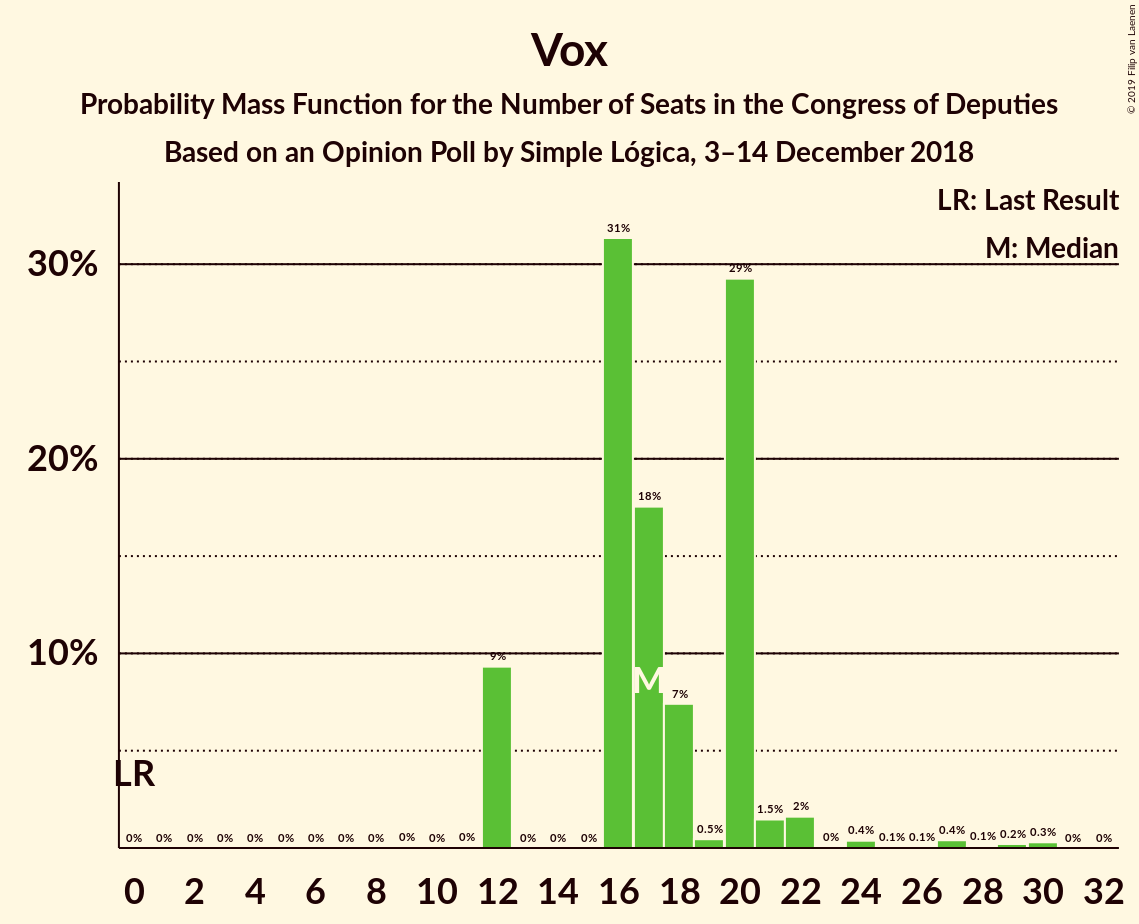 © 2019 Filip van Laenen
Vox
Probability Mass Function for the Number of Seats in the Congress of Deputies
Based on an Opinion Poll by Simple Lógica, 3–14 December 2018
LR: Last Result
M: Median
30%
20%
10%
0% 0% 0% 0% 0% 0% 0% 0% 0% 0% 0% 0% 9% 0% 0% 0% 31% 18% 7% 0.5% 29% 1.5% 2% 0% 0.4% 0.1% 0.1% 0.4% 0.1% 0.2% 0.3% 0% 0%
M
LR
0 2 4 6 8 10 12 14 16 18 20 22 24 26 28 30 32